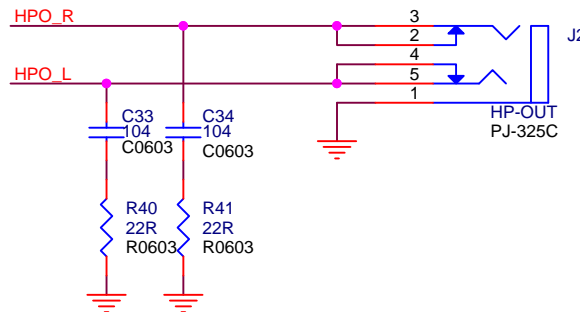 HPO_R
3
2
J2
HPO_L
4
5
1
HP-OUT
PJ-325C
C33
104
C0603
C34
104
C0603
R40
22R
R0603
R41
22R
R0603